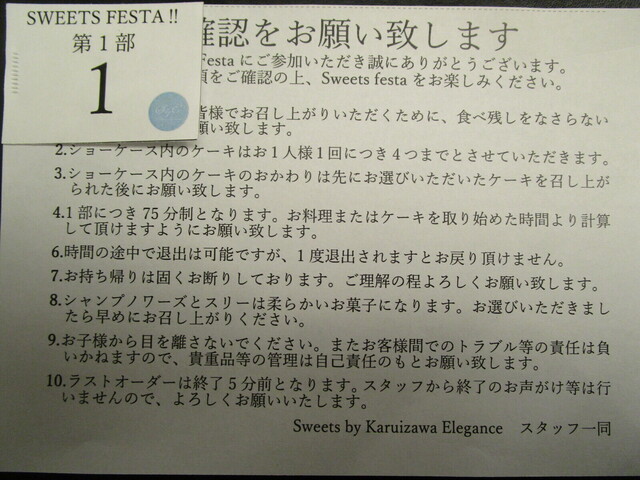 SWEETS FESTA !!
第1部
1
確認をお願い致します
Festa にご参加いただき誠にありがとうございます。
をご確認の上、Sweets festa をお楽しみください。
皆様でお召し上がりいただくために、食べ残しをなさらない
願い致します。
2.ショーケース内のケーキはお1人様1回につき4つまでとさせていただきます。
3.ショーケース内のケーキのおかわりは先にお選びいただいたケーキを召し上が
られた後にお願い致します。
4.1部につき75分制となります。お料理またはケーキを取り始めた時間より計算
して頂けますようにお願い致します。
6.時間の途中で退出は可能ですが、1度退出されますとお戻り頂けません。
7.お持ち帰りは固くお断りしております。ご理解の程よろしくお願い致します。
8.シャンプノワーズとスリーは柔らかいお菓子になります。お選びいただきまし
たら早めにお召し上がりください。
9.お子様から目を離さないでください。またお客様間でのトラブル等の責任は負
いかねますので、貴重品等の管理は自己責任のもとお願い致します。
10.ラストオーダーは終了5分前となります。スタッフから終了のお声がけ等は行
いませんので、よろしくお願いいたします。
Sweets by Karuizawa Elegance スタッフ一同